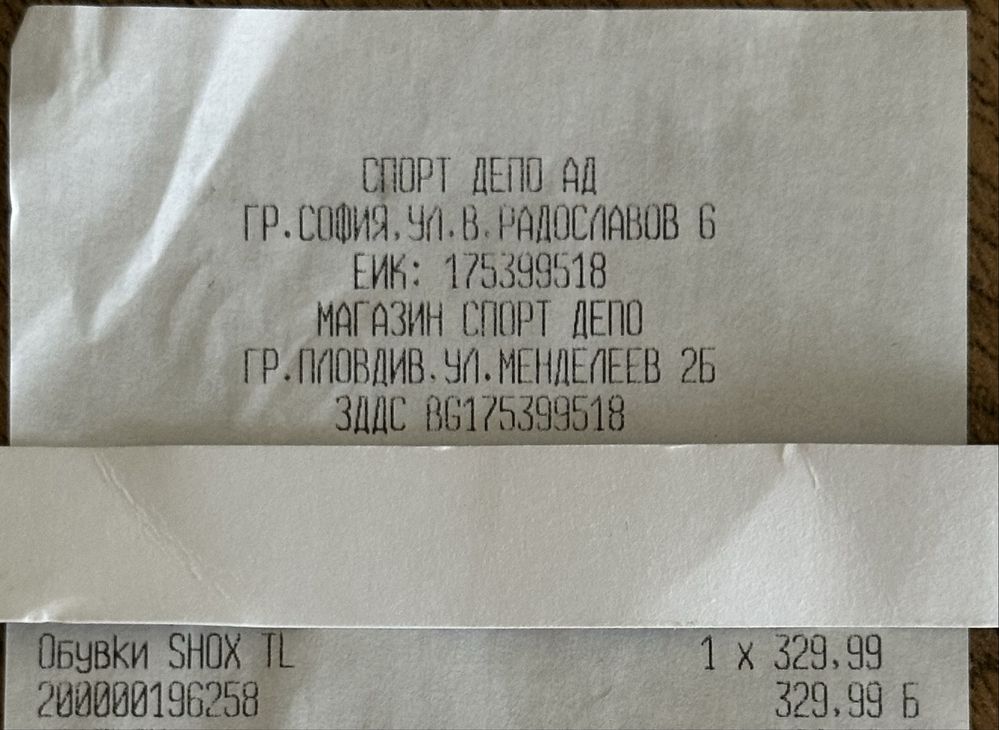 СПОРТ ДЕПО АД
ГР.СОФИЯ,УЛ.В.РАДОСЛАВОВ 6
ЕИК: 175399518
МАГАЗИН СПОРТ ДЕПО
ГР.ПЛОВДИВ,УЛ.МЕНДЕЛЕЕВ 2Б
ЗДДС BG175399518
Обувки SHOX TL 1 x 329,99
200000196258 329,99 Б